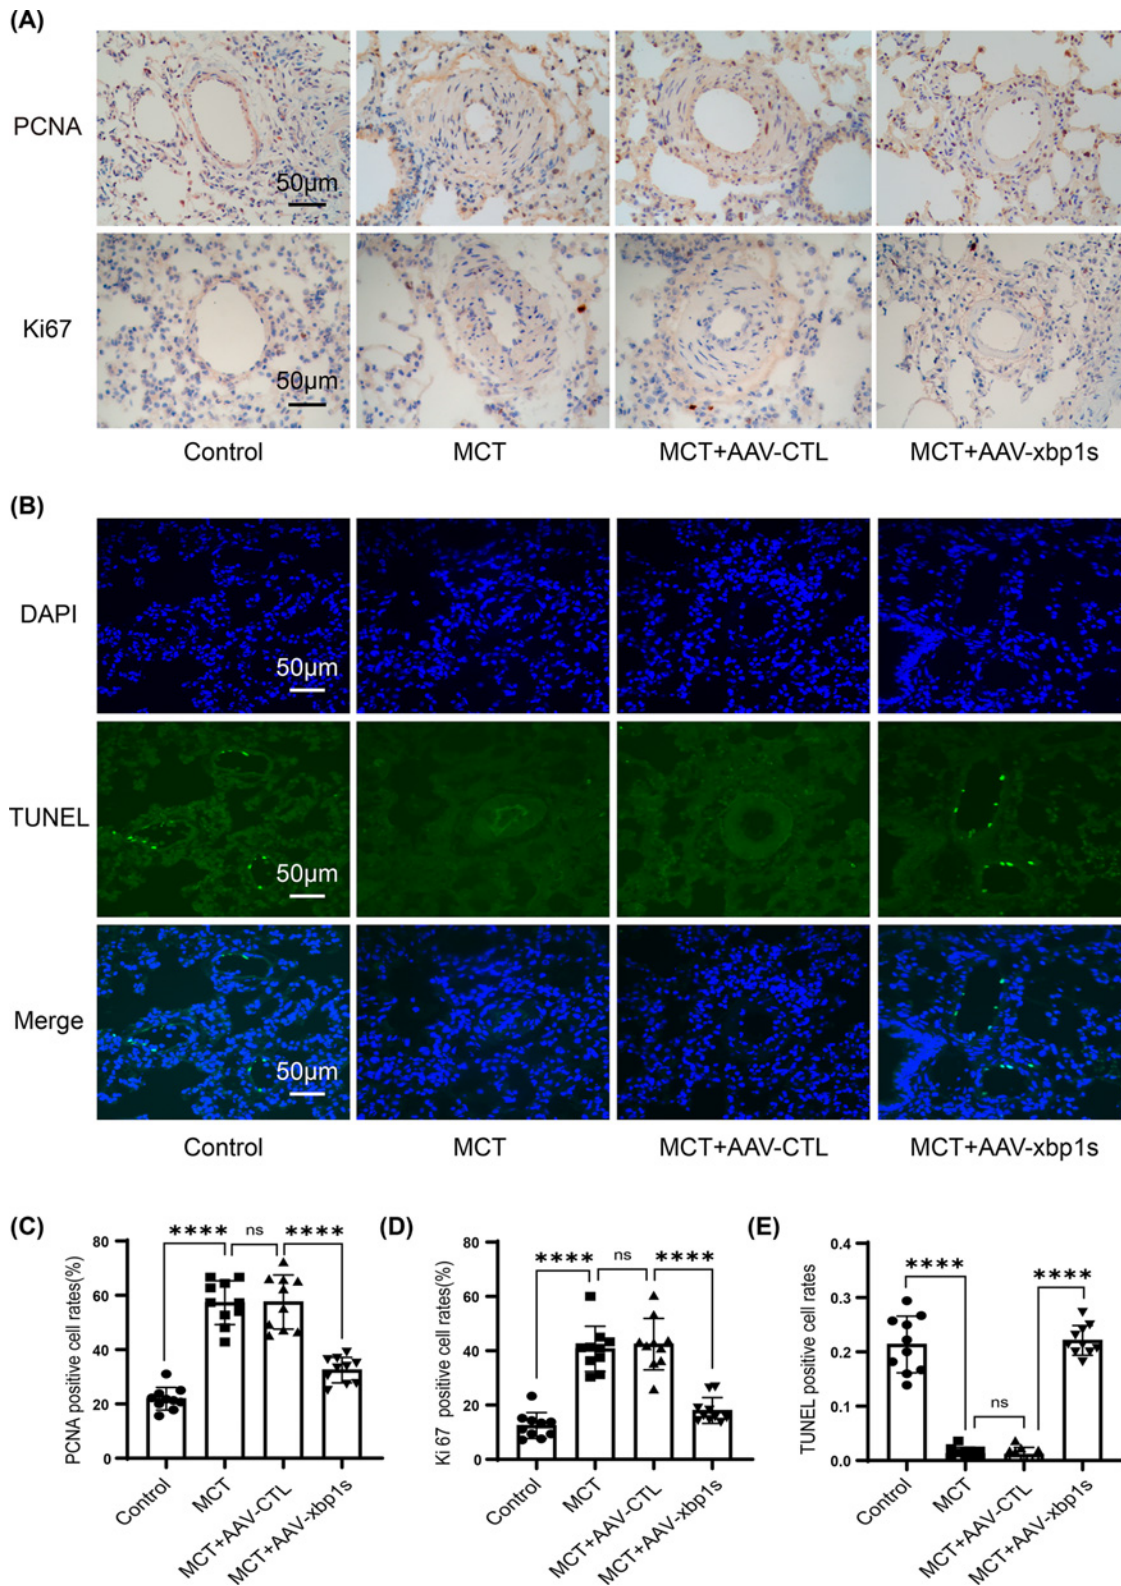 (A)
PCNA
50µm
Ki67
50µm
Control
MCT
MCT+AAV-CTL
MCT+AAV-xbp1s
(B)
DAPI
50µm
TUNEL
50µm
Merge
50µm
Control
MCT
MCT+AAV-CTL
MCT+AAV-xbp1s
(C)
PCNA positive cell rates(%)
80
60
40
20
0
****
ns
****
Control
MCT
MCT+AAV-CTL
MCT+AAV-xbp1s
(D)
Ki 67 positive cell rates(%)
80
60
40
20
0
****
ns
****
Control
MCT
MCT+AAV-CTL
MCT+AAV-xbp1s
(E)
TUNEL positive cell rates
0.4
0.3
0.2
0.1
0.0
****
ns
****
Control
MCT
MCT+AAV-CTL
MCT+AAV-xbp1s